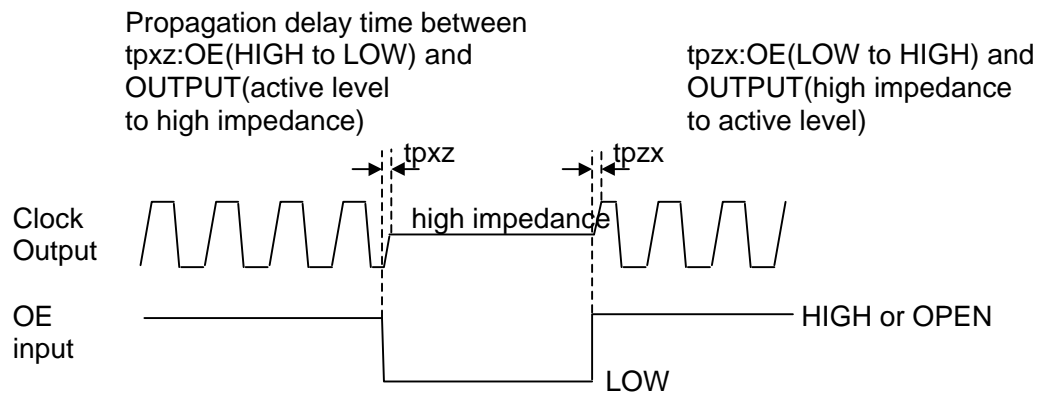 Propagation delay time between
tpxz:OE(HIGH to LOW) and
OUTPUT(active level
to high impedance)
tpzx:OE(LOW to HIGH) and
OUTPUT(high impedance
to active level)
tpxz
tpzx
Clock
Output
high impedance
OE
input
HIGH or OPEN
LOW